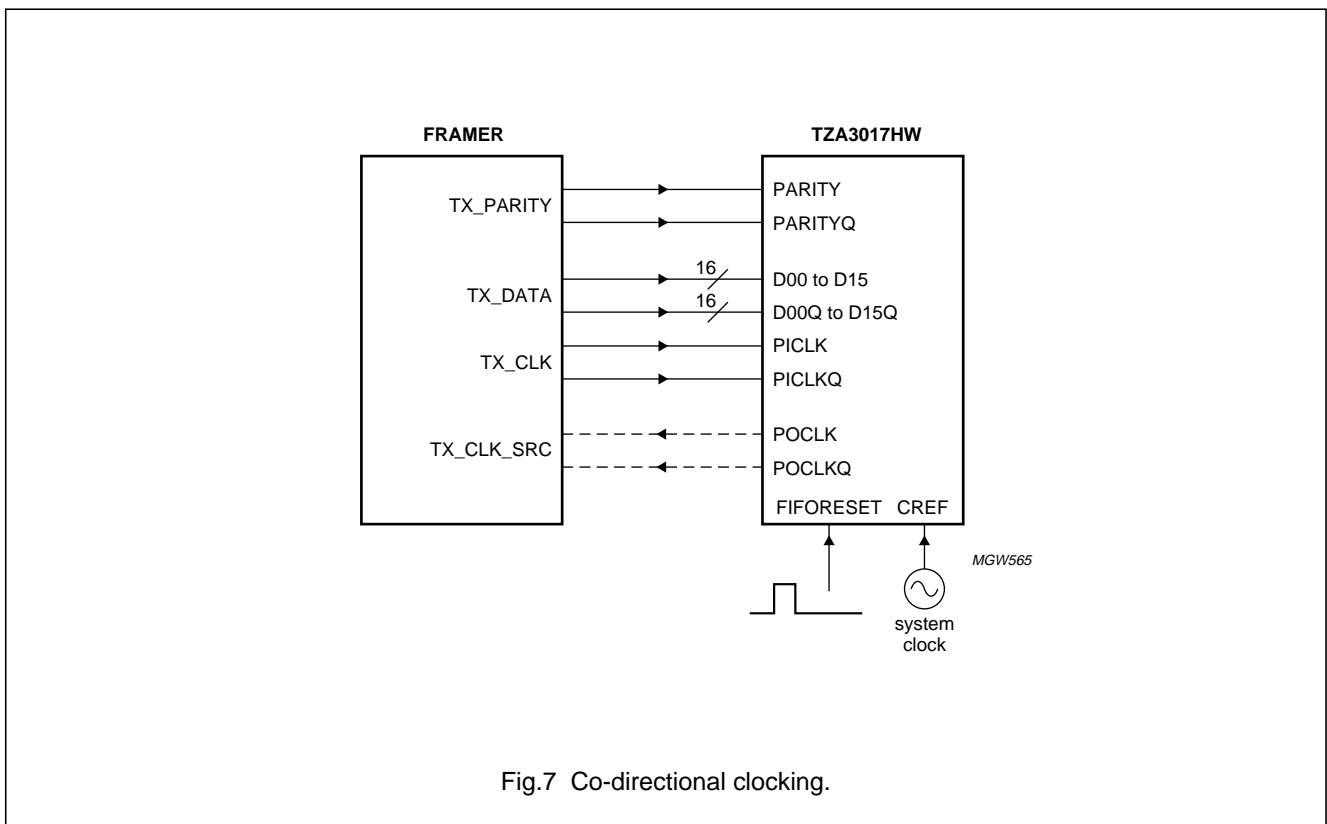 FRAMER
TZA3017HW
TX_PARITY
PARITY
PARITYQ
TX_DATA
16
D00 to D15
16
D00Q to D15Q
TX_CLK
PICLK
PICLKQ
TX_CLK_SRC
POCLK
POCLKQ
FIFORESET CREF
MGW565
system
clock
Fig.7 Co-directional clocking.